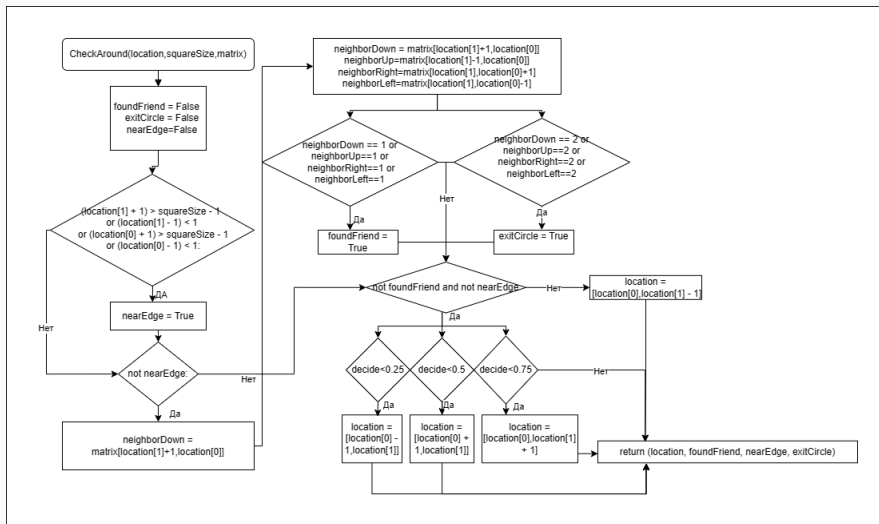 CheckAround(location,squareSize,matrix)
foundFriend = False
exitCircle = False
nearEdge=False
(location[1] + 1) > squareSize - 1
or (location[1] - 1) < 1
or (location[0] + 1) > squareSize - 1
or (location[0] - 1) < 1:
ДА
Нет
nearEdge = True
not nearEdge:
Нет
Да
neighborDown =
matrix[location[1]+1,location[0]]
neighborDown = matrix[location[1]+1,location[0]]
neighborUp=matrix[location[1]-1,location[0]]
neighborRight=matrix[location[1],location[0]+1]
neighborLeft=matrix[location[1],location[0]-1]
neighborDown == 1 or
neighborUp==1 or
neighborRight==1 or
neighborLeft==1
neighborDown == 2 or
neighborUp==2 or
neighborRight==2 or
neighborLeft==2
Нет
Да
Да
foundFriend =
True
exitCircle = True
not foundFriend and not nearEdge
Нет
location =
[location[0],location[1] - 1]
Да
decide<0.25
decide<0.5
decide<0.75
Нет
Да
Да
Да
location =
[location[0] -
1,location[1]]
location =
[location[0] +
1,location[1]]
location =
[location[0],location[1]
+ 1]
return (location, foundFriend, nearEdge, exitCircle)